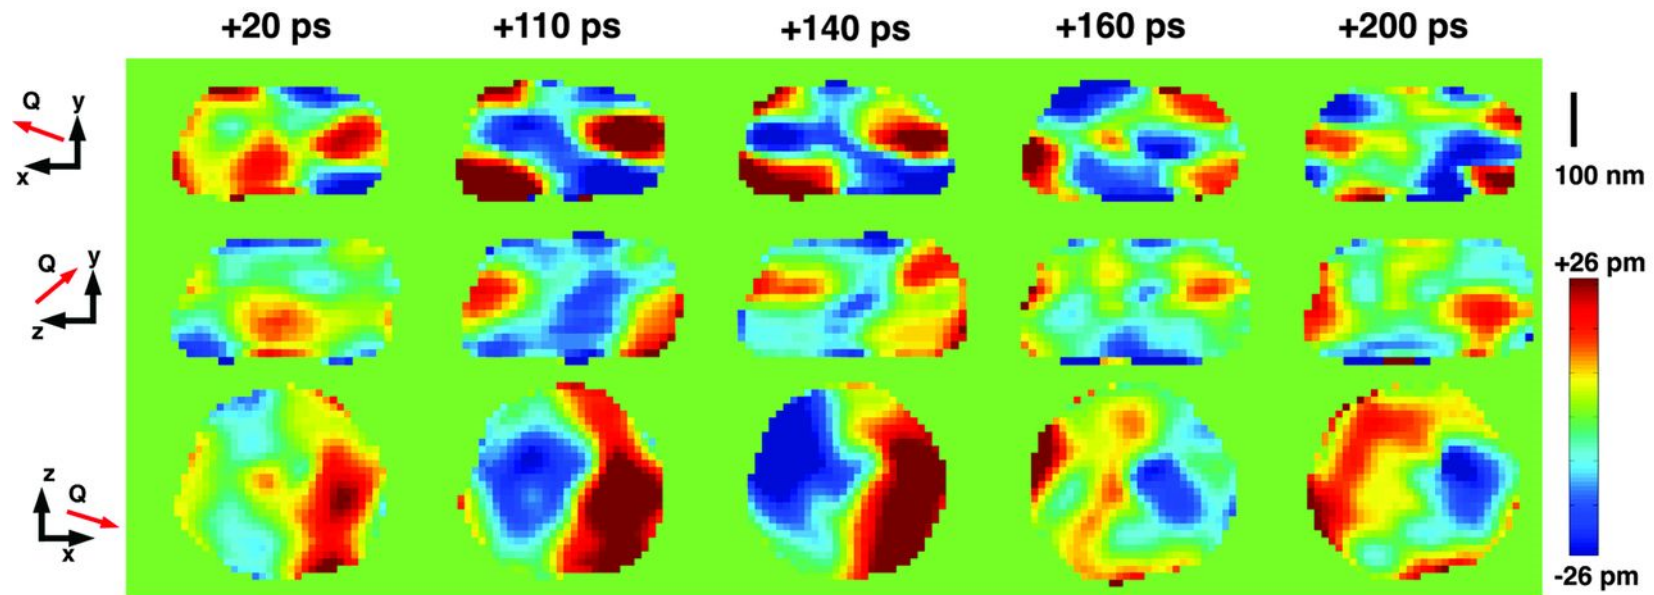 +20 ps +110 ps +140 ps +160 ps +200 ps
Q y
x
100 nm
Q y
z
+26 pm
z
Q
x
-26 pm